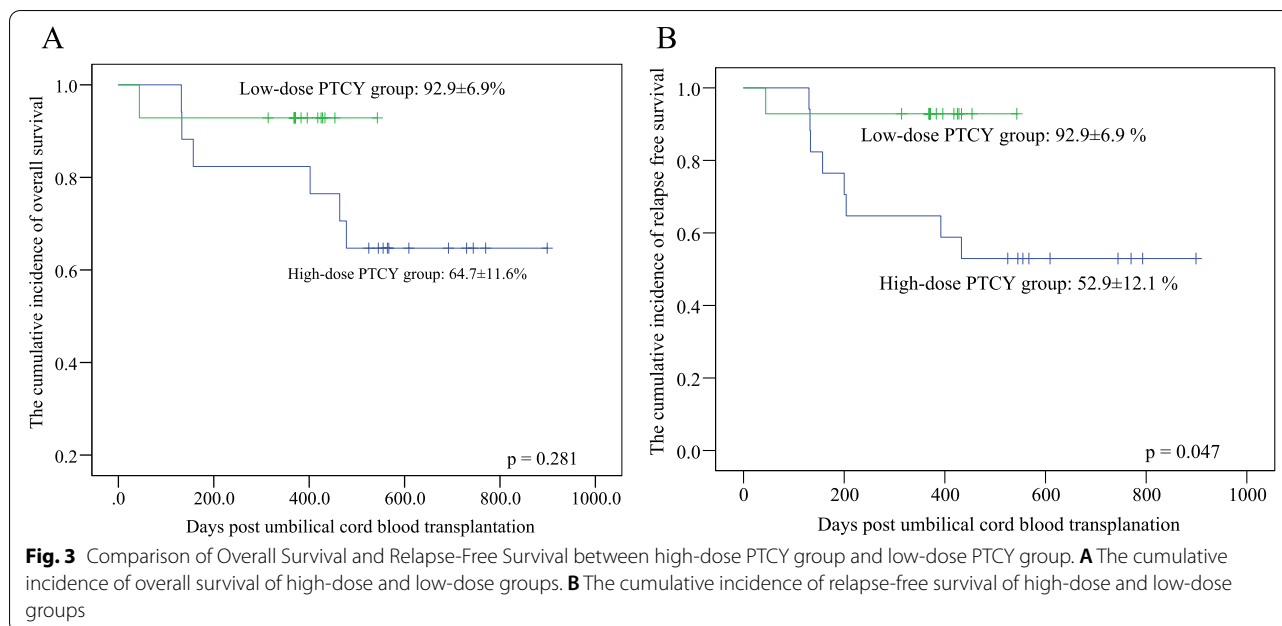 A
The cumulative incidence of overall survival
1.0
0.8
0.6
0.4
0.2
Low-dose PTCY group: 92.9±6.9%
High-dose PTCY group: 64.7±11.6%
p = 0.281
.0 200.0 400.0 600.0 800.0 1000.0
Days post umbilical cord blood transplantation
B
The cumulative incidence of relapse free survival
1.0
0.8
0.6
0.4
0.2
0.0
Low-dose PTCY group: 92.9±6.9 %
High-dose PTCY group: 52.9±12.1 %
p = 0.047
0 200 400 600 800 1000
Days post umbilical cord blood transplantation
Fig. 3 Comparison of Overall Survival and Relapse-Free Survival between high-dose PTCY group and low-dose PTCY group. A The cumulative
incidence of overall survival of high-dose and low-dose groups. B The cumulative incidence of relapse-free survival of high-dose and low-dose
groups